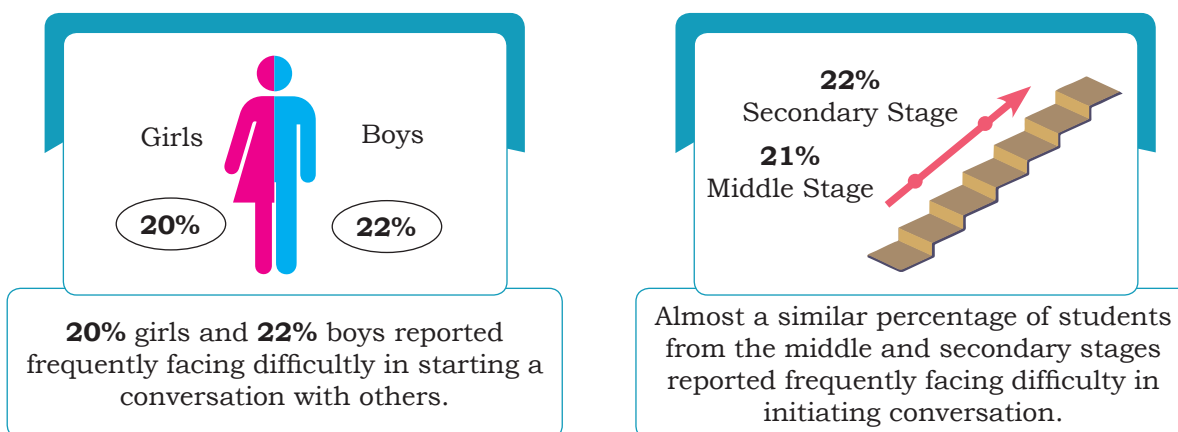 Girls
Boys
20%
22%
20% girls and 22% boys reported
frequently facing difficultly in starting a
conversation with others.
22%
Secondary Stage
21%
Middle Stage
Almost a similar percentage of students
from the middle and secondary stages
reported frequently facing difficulty in
initiating conversation.